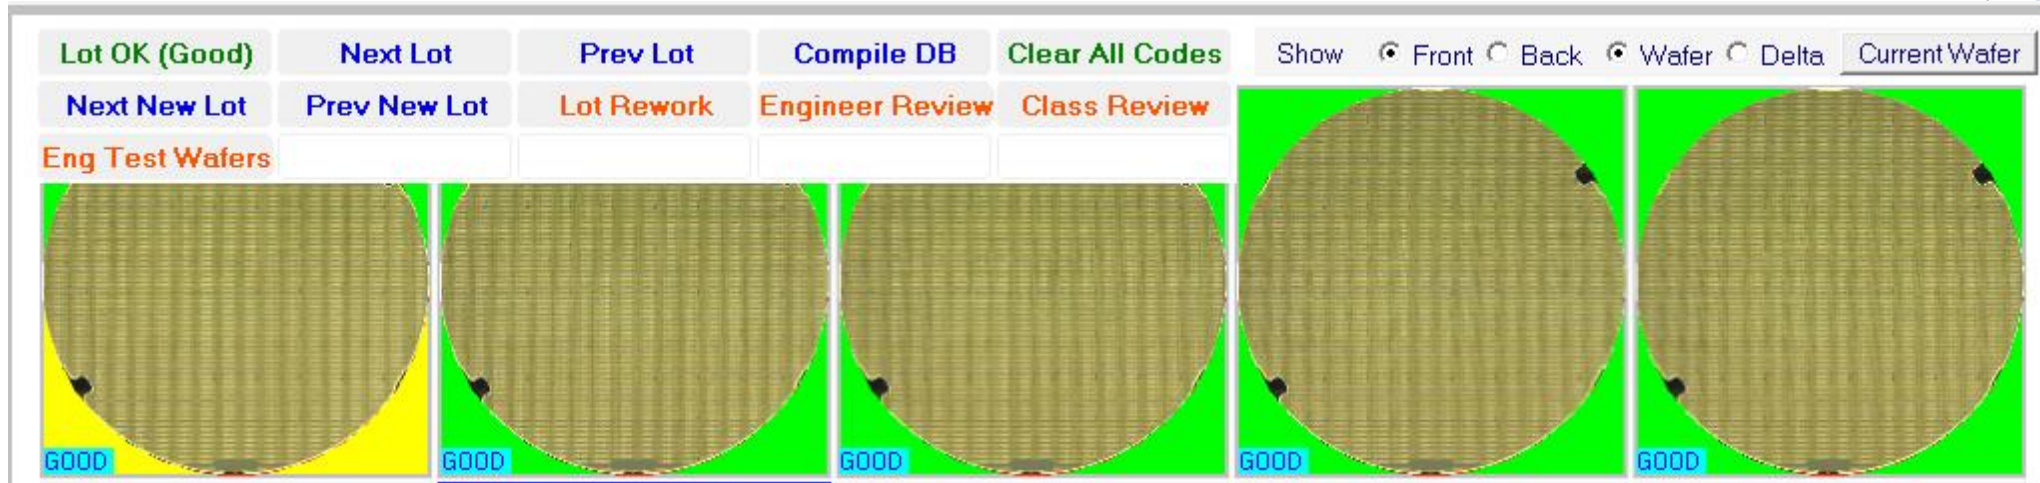 Lot OK (Good) Next Lot Prev Lot Compile DB Clear All Codes Show Front Back Wafer Delta Current Wafer
Next New Lot Prev New Lot Lot Rework Engineer Review Class Review
Eng Test Wafers
GOOD GOOD GOOD GOOD GOOD